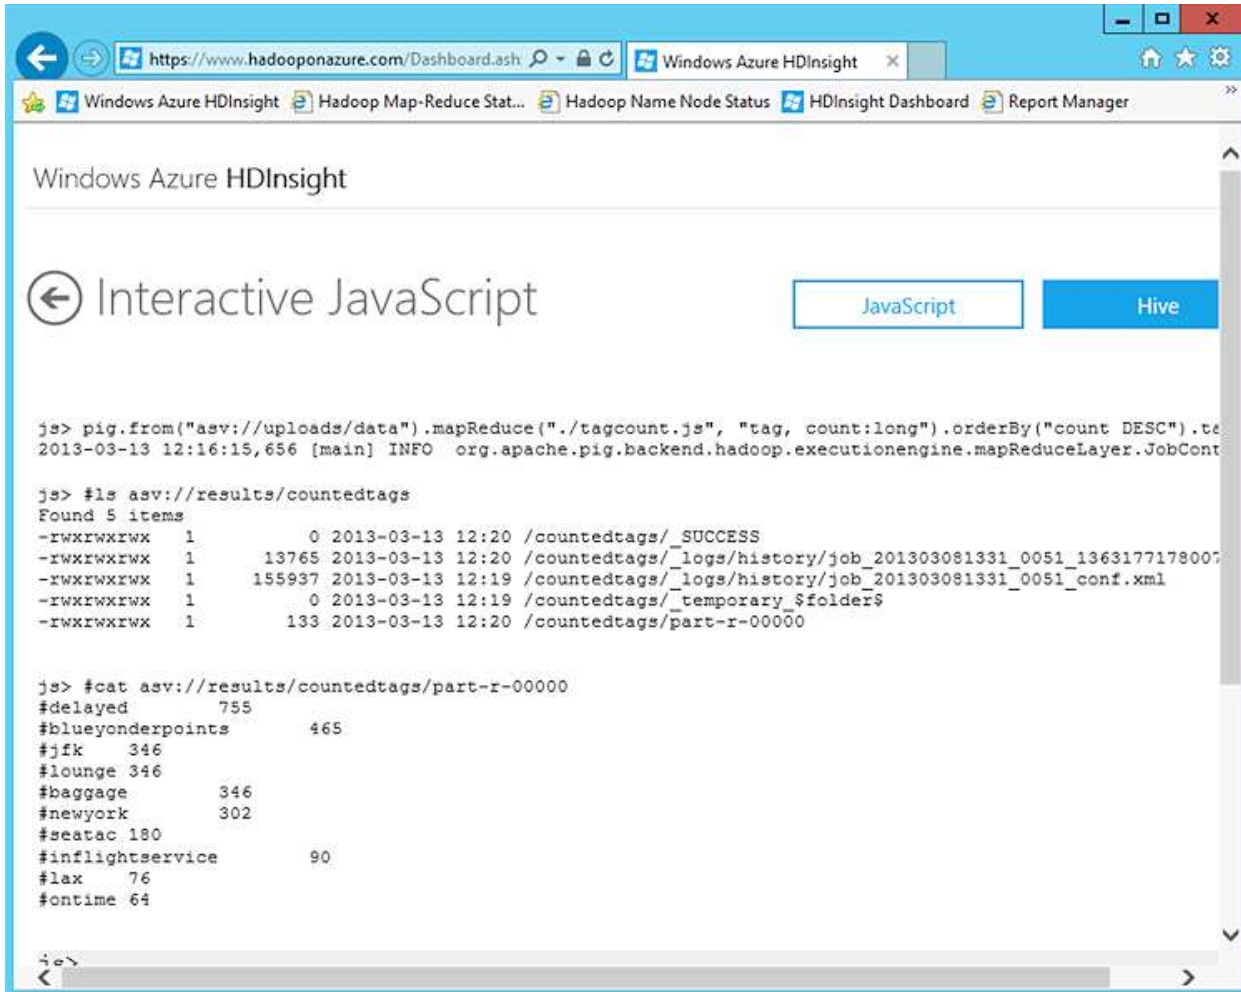 https://www.hadooponazure.com/Dashboard.ash
Windows Azure HDInsight
Windows Azure HDInsight Hadoop Map-Reduce Stat... Hadoop Name Node Status HDInsight Dashboard Report Manager
Windows Azure HDInsight
Interactive JavaScript JavaScript Hive
js> pig.from("asv://uploads/data").mapReduce("./tagcount.js", "tag, count:long").orderBy("count DESC").ta
2013-03-13 12:16:15,656 [main] INFO org.apache.pig.backend.hadoop.executionengine.mapReduceLayer.JobCont
js> #ls asv://results/countedtags
Found 5 items
-rwxrwxrwx 1 0 2013-03-13 12:20 /countedtags/_SUCCESS
-rwxrwxrwx 1 13765 2013-03-13 12:20 /countedtags/_logs/history/job_201303081331_0051_1363177178007
-rwxrwxrwx 1 155937 2013-03-13 12:19 /countedtags/_logs/history/job_201303081331_0051_conf.xml
-rwxrwxrwx 1 0 2013-03-13 12:19 /countedtags/_temporary_$folder$
-rwxrwxrwx 1 133 2013-03-13 12:20 /countedtags/part-r-00000
js> #cat asv://results/countedtags/part-r-00000
#delayed 755
#blueyonderpoints 465
#jfk 346
#lounge 346
#baggage 346
#newyork 302
#seatac 180
#inflightservice 90
#lax 76
#ontime 64
js>